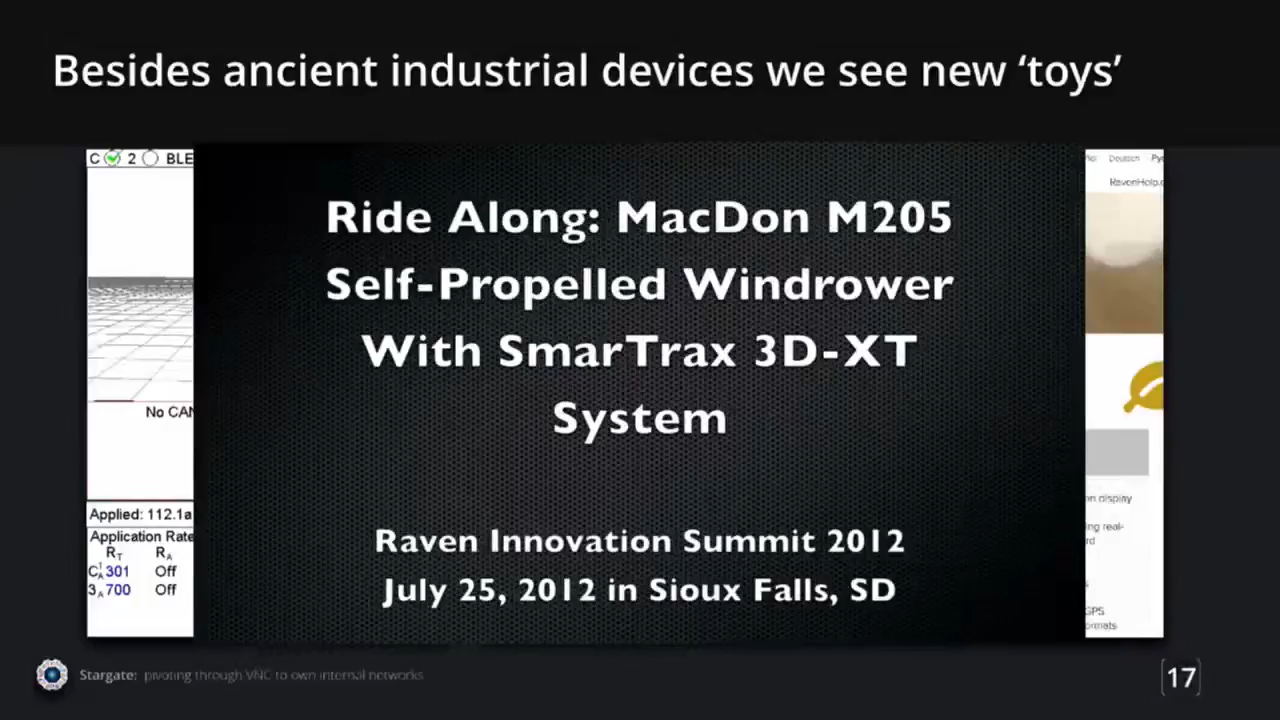 Besides ancient industrial devices we see new ‘toys’
C 2 BLE
Ride Along: MacDon M205
Self-Propelled Windrower
With SmarTrax 3D-XT
System
Raven Innovation Summit 2012
July 25, 2012 in Sioux Falls, SD
No CAN
Applied: 112.1a
Application Rate
RT RA
CA1 301 Off
3A 700 Off
Deutsch
RavenHelp.c
on display
ing real-
rd
GPS
ormats
Stargate: pivoting through VNC to own internal networks
17